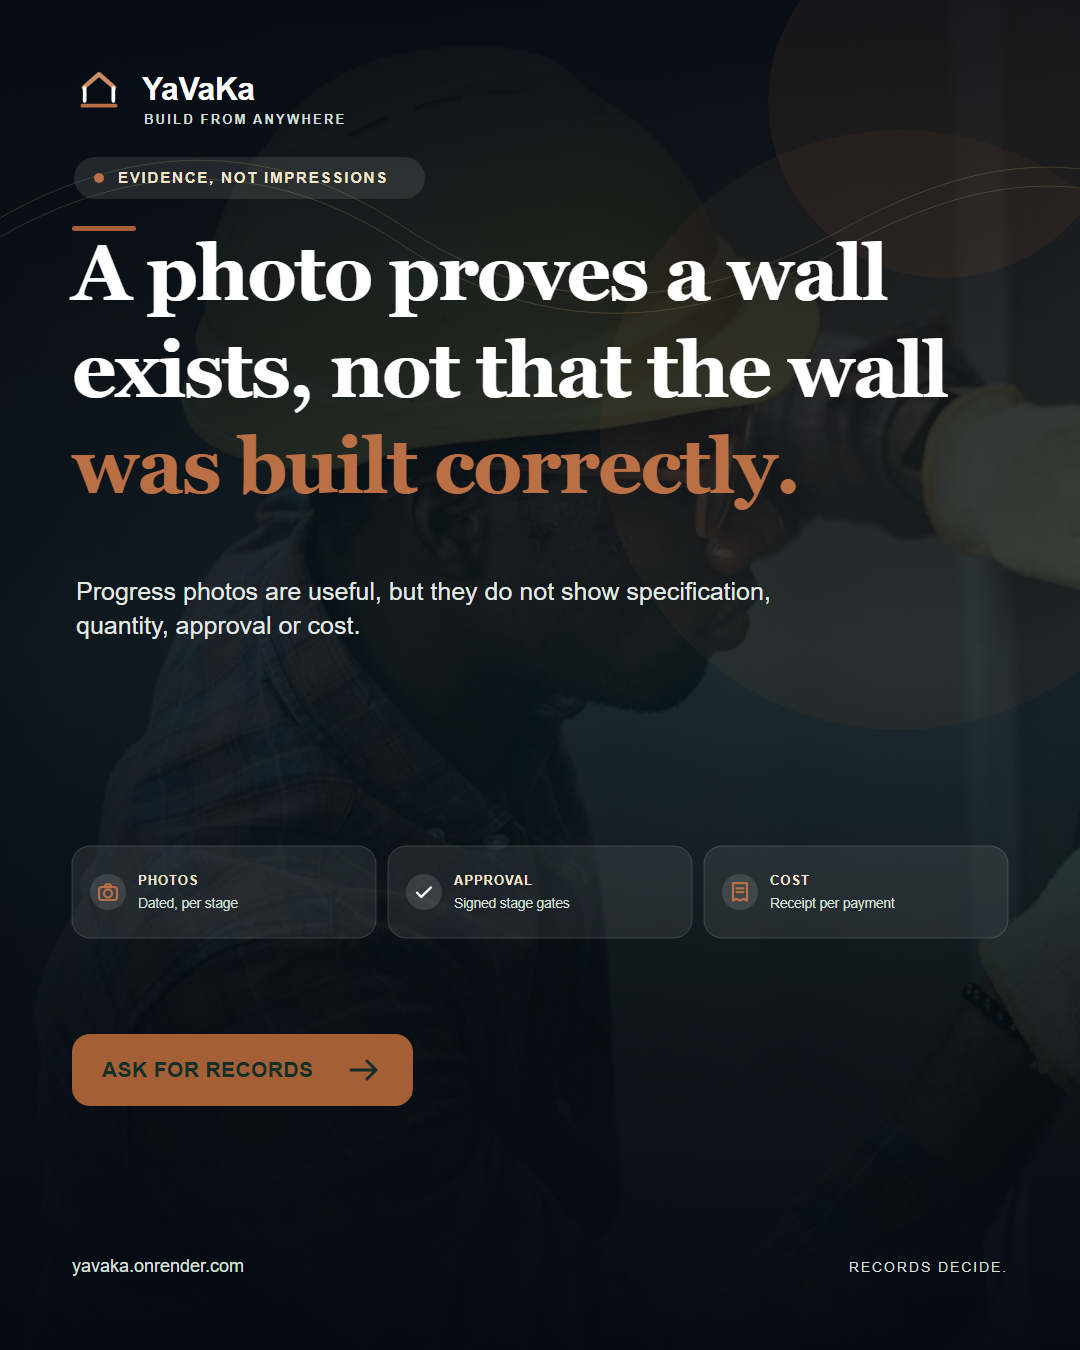 YaVaKa
BUILD FROM ANYWHERE
EVIDENCE, NOT IMPRESSIONS
A photo proves a wall
exists, not that the wall
was built correctly.
Progress photos are useful, but they do not show specification,
quantity, approval or cost.
PHOTOS
Dated, per stage
APPROVAL
Signed stage gates
COST
Receipt per payment
ASK FOR RECORDS
yavaka.onrender.com
RECORDS DECIDE.